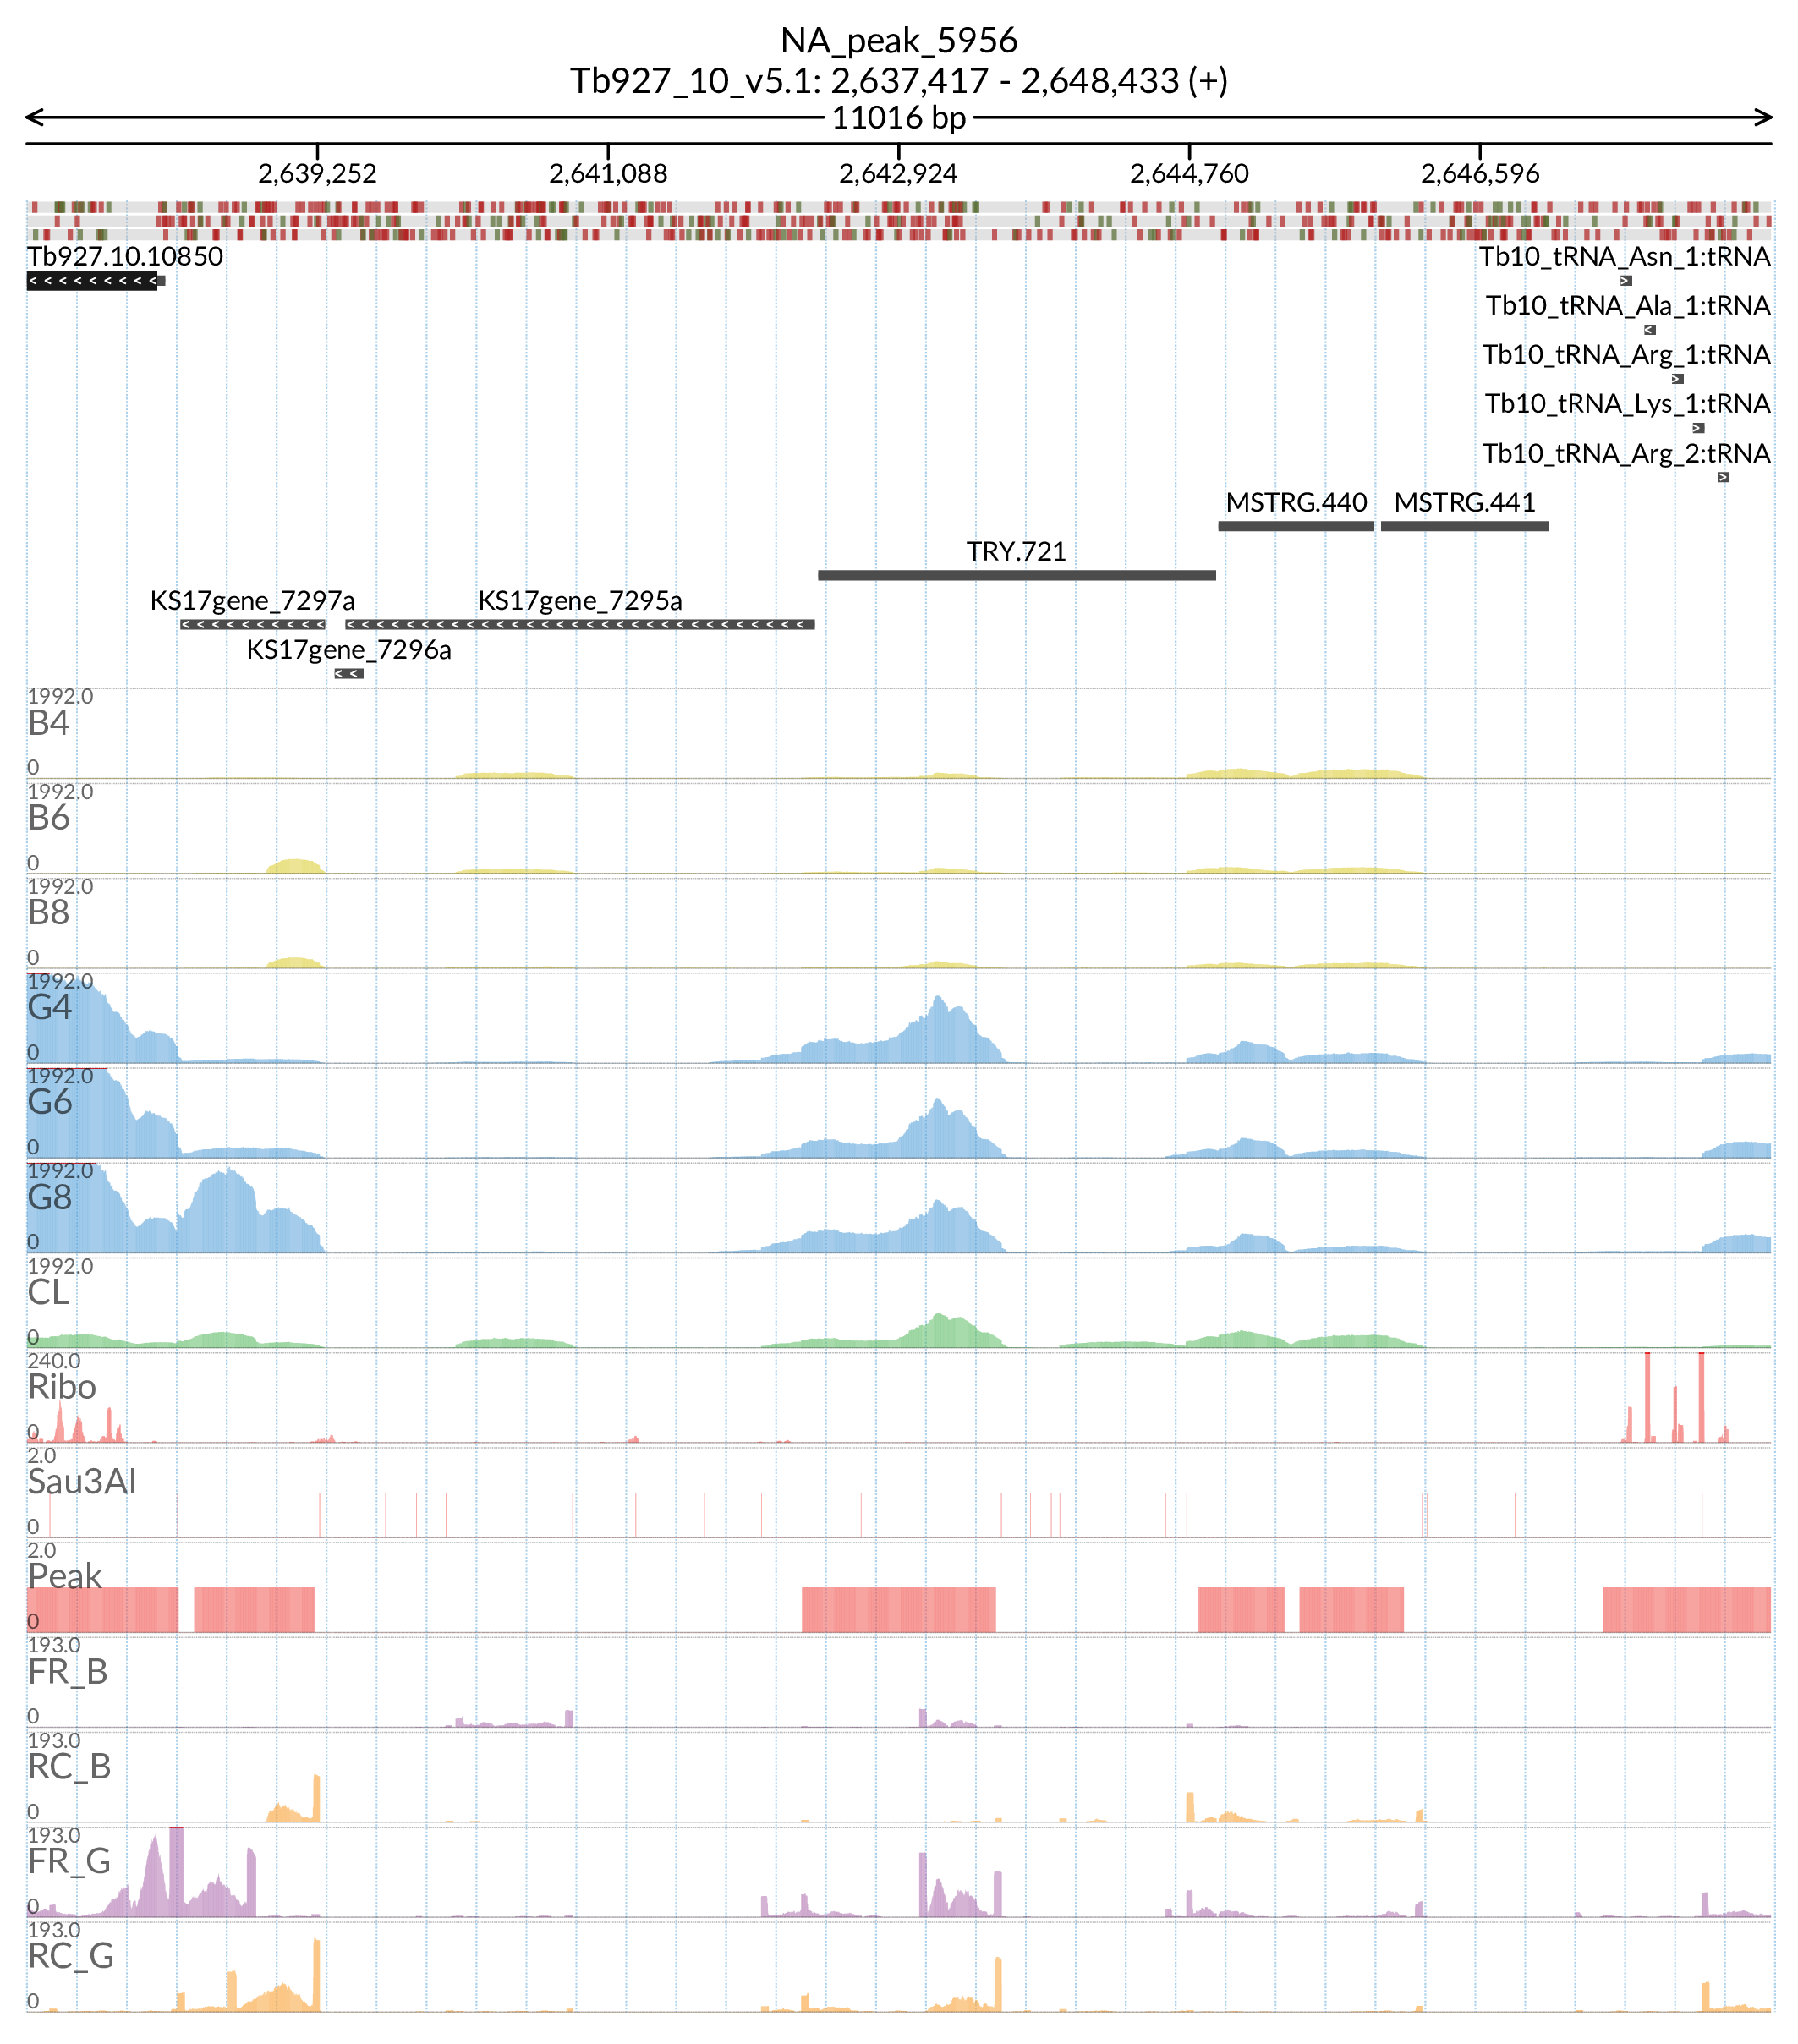 NA_peak_5956
Tb927_10_v5.1: 2,637,417 - 2,648,433 (+)
11016 bp
2,639,252 2,641,088 2,642,924 2,644,760 2,646,596
Tb927.10.10850 Tb10_tRNA_Asn_1:tRNA
Tb10_tRNA_Ala_1:tRNA
Tb10_tRNA_Arg_1:tRNA
Tb10_tRNA_Lys_1:tRNA
Tb10_tRNA_Arg_2:tRNA
MSTRG.440 MSTRG.441
TRY.721
KS17gene_7297a KS17gene_7295a
KS17gene_7296a
1992.0
B4
0
1992.0
B6
0
1992.0
B8
0
1992.0
G4
0
1992.0
G6
0
1992.0
G8
0
1992.0
CL
0
240.0
Ribo
0
2.0
Sau3AI
0
2.0
Peak
0
193.0
FR_B
0
193.0
RC_B
0
193.0
FR_G
0
193.0
RC_G
0